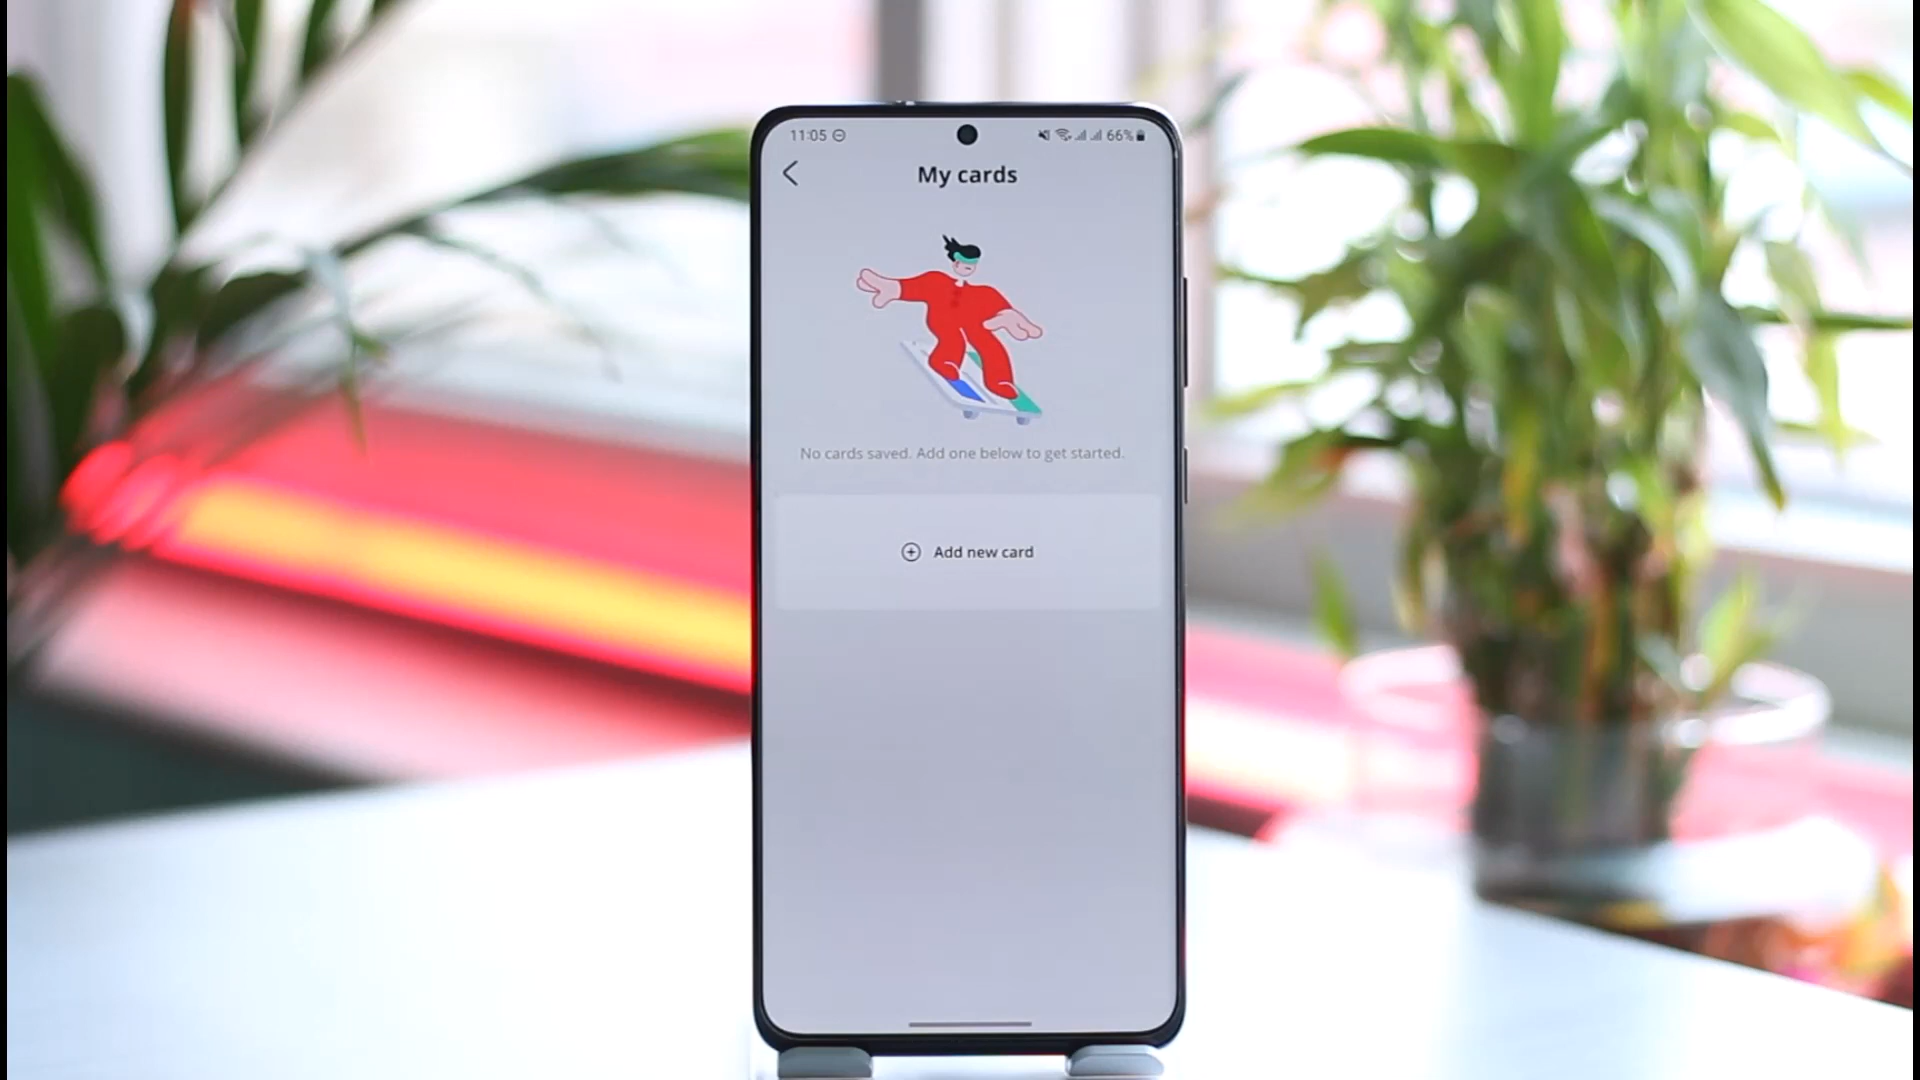 11:05
66%
My cards
No cards saved. Add one below to get started.
Add new card